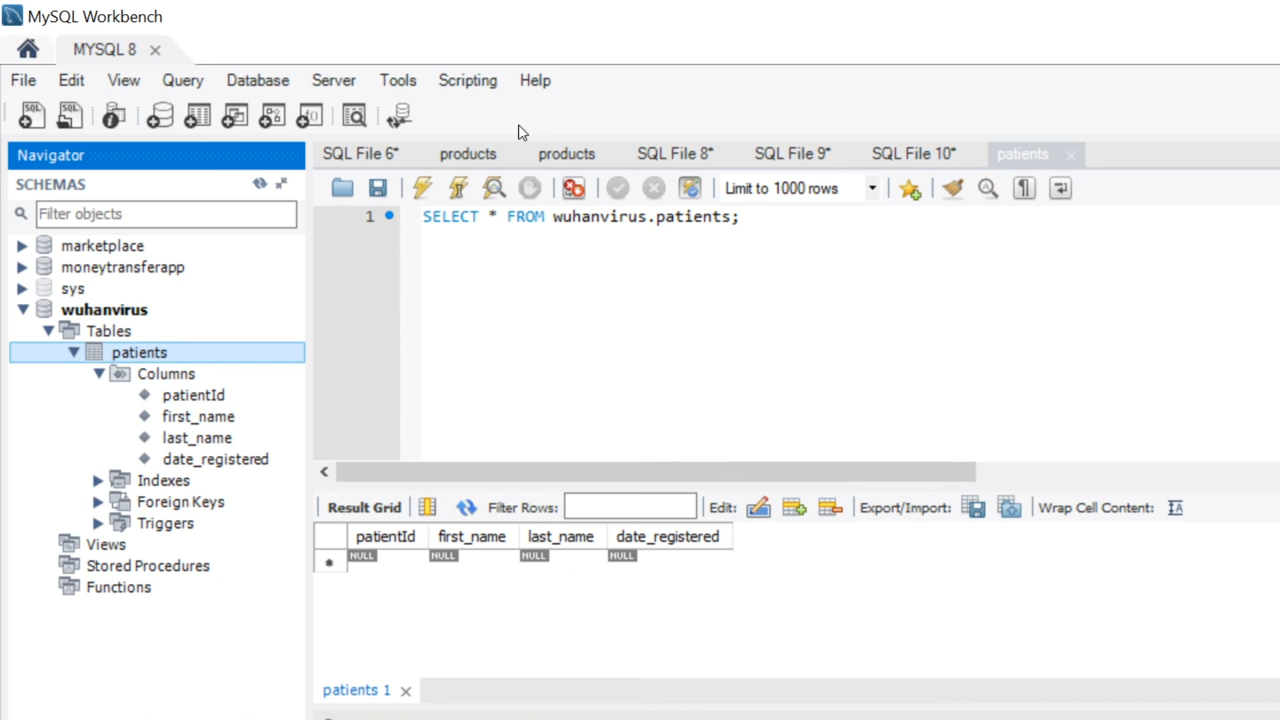 MySQL Workbench
MYSQL 8
File Edit View Query Database Server Tools Scripting Help
SQL SQL
Navigator
SCHEMAS
Filter objects
marketplace
moneytransferapp
sys
wuhanvirus
Tables
patients
Columns
patientId
first_name
last_name
date_registered
Indexes
Foreign Keys
Triggers
Views
Stored Procedures
Functions
SQL File 6* products products SQL File 8* SQL File 9* SQL File 10* patients
Limit to 1000 rows
1 SELECT * FROM wuhanvirus.patients;
Result Grid Filter Rows: Edit: Export/Import: Wrap Cell Content: IA
patientId first_name last_name date_registered
NULL NULL NULL NULL
patients 1